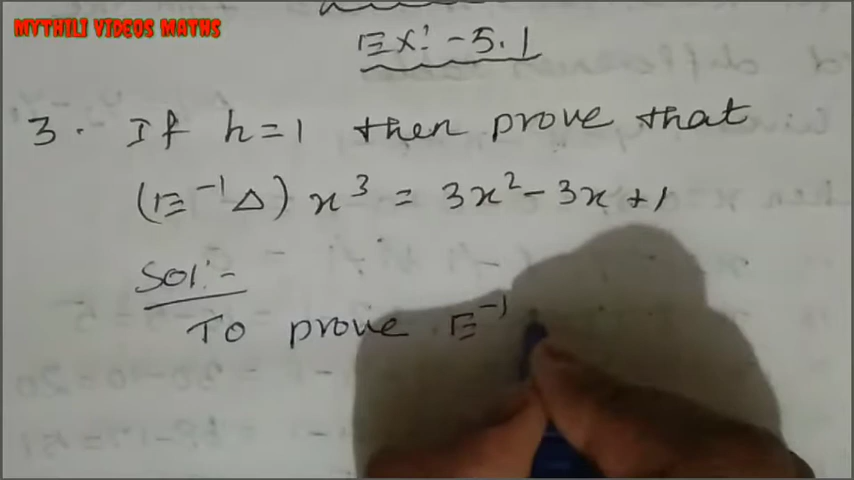 MYTHILI VIDEOS MATHS
Ex:-5.1
3. If h=1 then prove that
(E⁻¹Δ) x³ = 3x²-3x+1
Sol:-
To prove E⁻¹